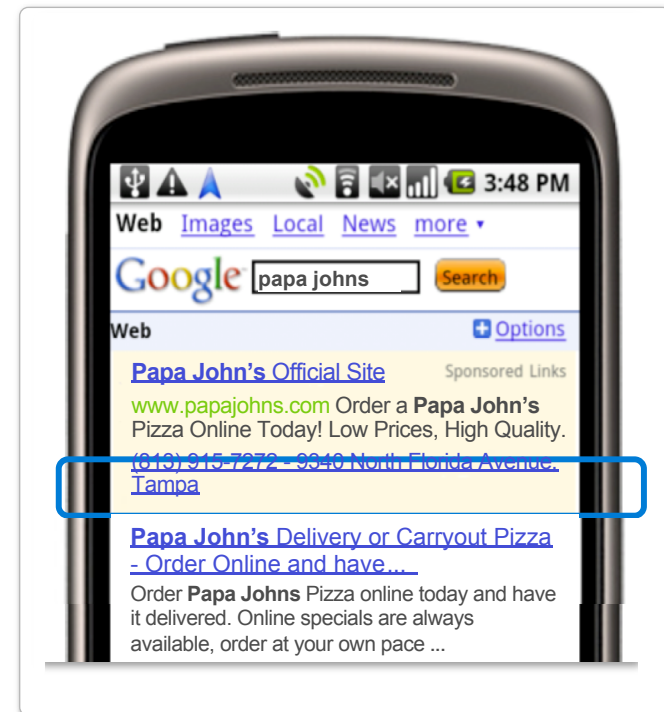 3:48 PM
Web Images Local News more
Google papa johns Search
Web Options
Papa John's Official Site Sponsored Links
www.papajohns.com Order a Papa John's
Pizza Online Today! Low Prices, High Quality.
(813) 915-7272 - 9340 North Florida Avenue,
Tampa
Papa John's Delivery or Carryout Pizza
- Order Online and have...
Order Papa Johns Pizza online today and have
it delivered. Online specials are always
available, order at your own pace ...